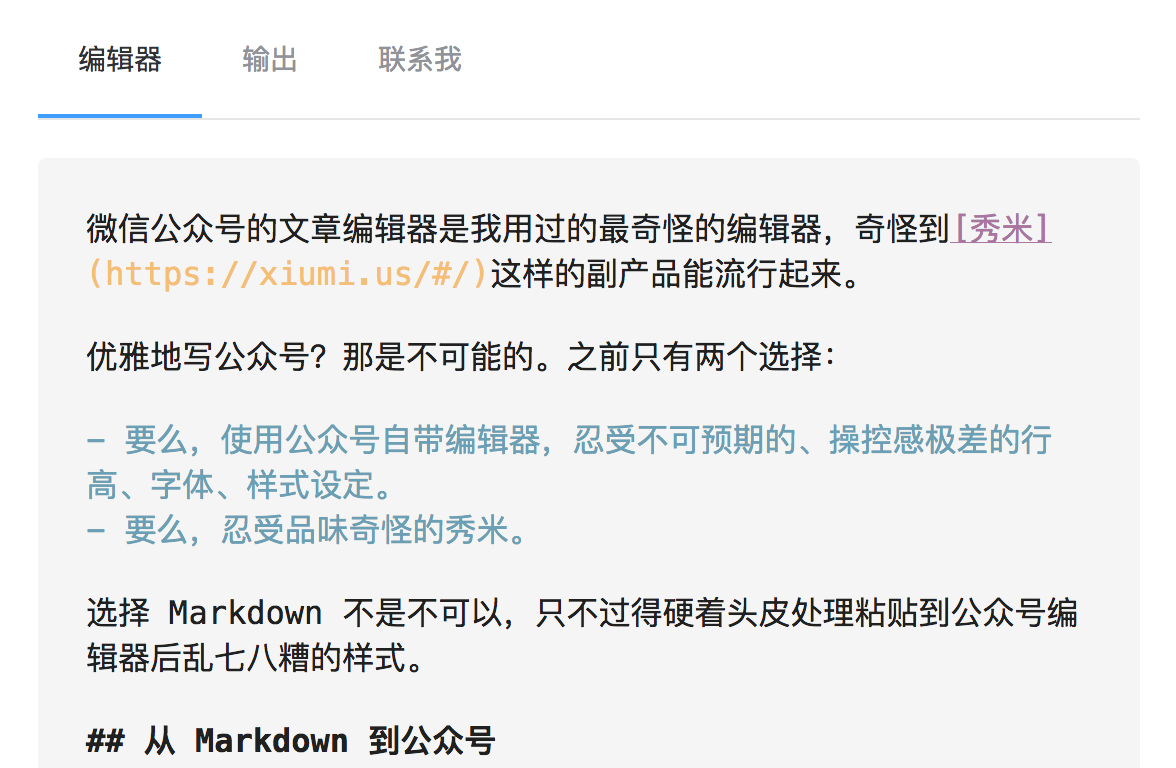 编辑器 输出 联系我
微信公众号的文章编辑器是我用过的最奇怪的编辑器，奇怪到[秀米]
(https://xiumi.us/#/)这样的副产品能流行起来。
优雅地写公众号？那是不可能的。之前只有两个选择：
- 要么，使用公众号自带编辑器，忍受不可预期的、操控感极差的行
高、字体、样式设定。
- 要么，忍受品味奇怪的秀米。
选择 Markdown 不是不可以，只不过得硬着头皮处理粘贴到公众号编
辑器后乱七八糟的样式。
## 从 Markdown 到公众号